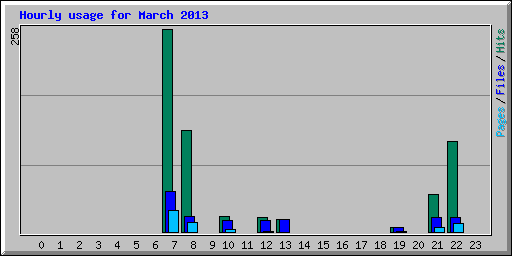 Hourly usage for March 2013
258
Pages/Files/Hits
0 1 2 3 4 5 6 7 8 9 10 11 12 13 14 15 16 17 18 19 20 21 22 23